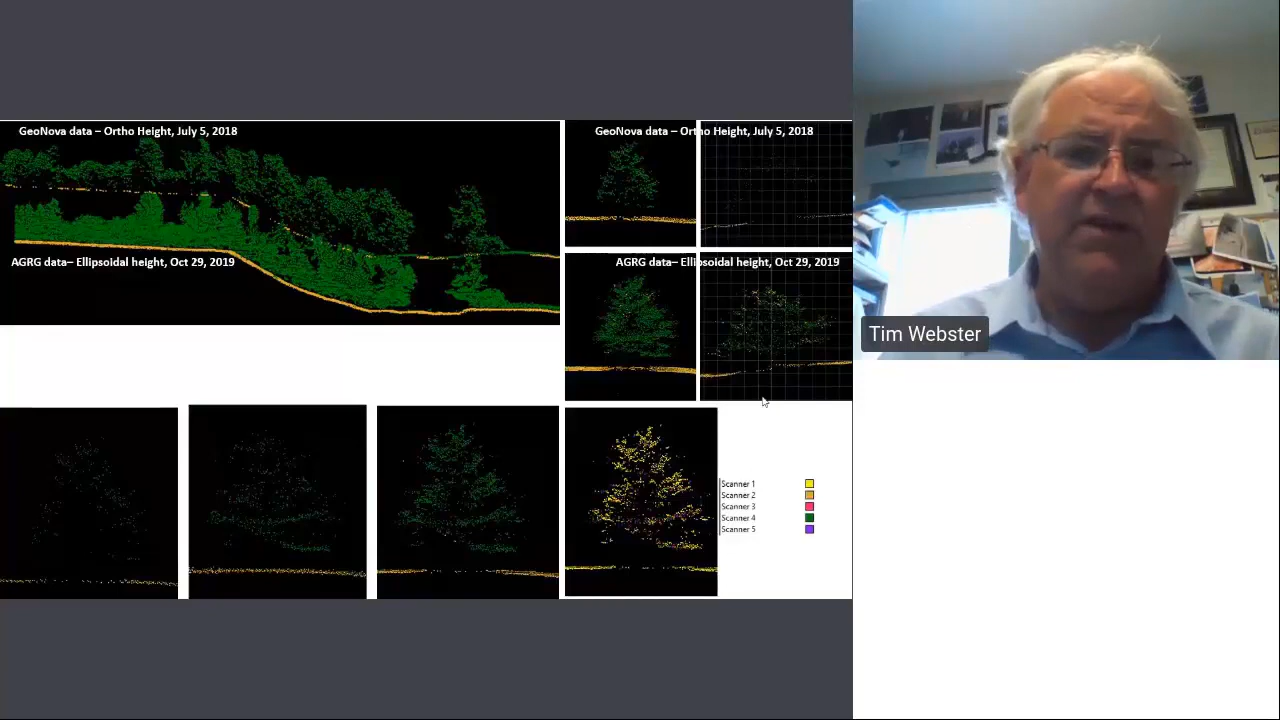 GeoNova data – Ortho Height, July 5, 2018
AGRG data– Ellipsoidal height, Oct 29, 2019
GeoNova data – Ortho Height, July 5, 2018
AGRG data– Ellipsoidal height, Oct 29, 2019
Scanner 1
Scanner 2
Scanner 3
Scanner 4
Scanner 5
Tim Webster